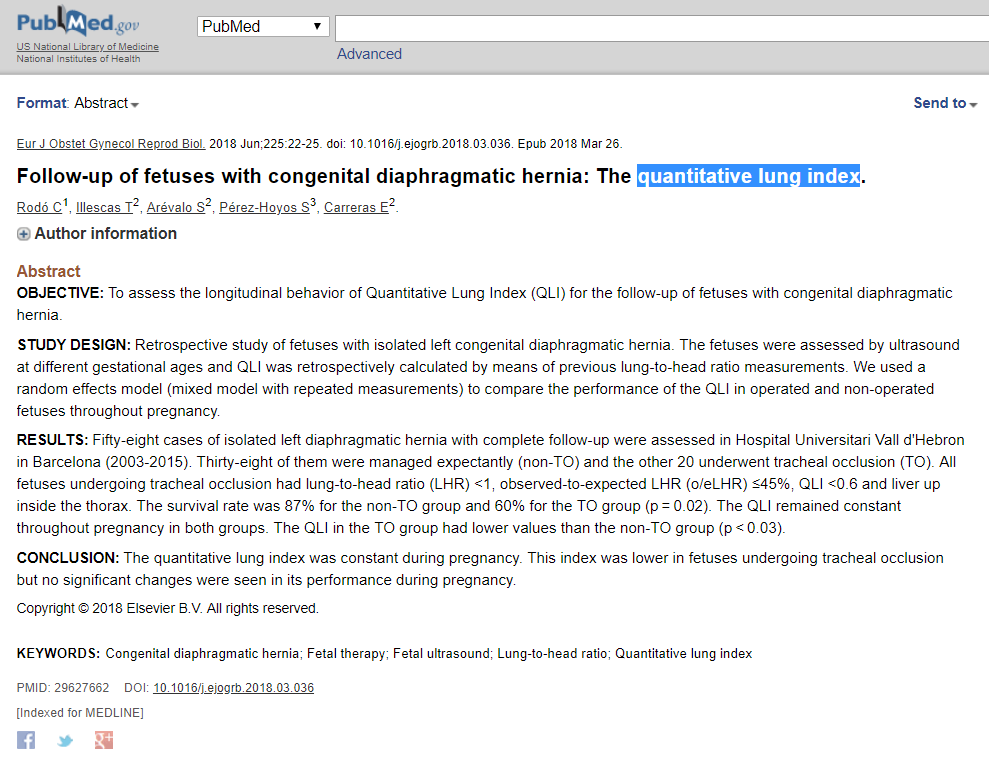 PubMed.gov
PubMed
US National Library of Medicine
National Institutes of Health
Advanced
Format: Abstract
Send to
Eur J Obstet Gynecol Reprod Biol. 2018 Jun;225:22-25. doi: 10.1016/j.ejogrb.2018.03.036. Epub 2018 Mar 26.
Follow-up of fetuses with congenital diaphragmatic hernia: The quantitative lung index.
Rodó C1, Illescas T2, Arévalo S2, Pérez-Hoyos S3, Carreras E2.
Author information
Abstract
OBJECTIVE: To assess the longitudinal behavior of Quantitative Lung Index (QLI) for the follow-up of fetuses with congenital diaphragmatic
hernia.
STUDY DESIGN: Retrospective study of fetuses with isolated left congenital diaphragmatic hernia. The fetuses were assessed by ultrasound
at different gestational ages and QLI was retrospectively calculated by means of previous lung-to-head ratio measurements. We used a
random effects model (mixed model with repeated measurements) to compare the performance of the QLI in operated and non-operated
fetuses throughout pregnancy.
RESULTS: Fifty-eight cases of isolated left diaphragmatic hernia with complete follow-up were assessed in Hospital Universitari Vall d'Hebron
in Barcelona (2003-2015). Thirty-eight of them were managed expectantly (non-TO) and the other 20 underwent tracheal occlusion (TO). All
fetuses undergoing tracheal occlusion had lung-to-head ratio (LHR) <1, observed-to-expected LHR (o/eLHR) ≤45%, QLI <0.6 and liver up
inside the thorax. The survival rate was 87% for the non-TO group and 60% for the TO group (p = 0.02). The QLI remained constant
throughout pregnancy in both groups. The QLI in the TO group had lower values than the non-TO group (p < 0.03).
CONCLUSION: The quantitative lung index was constant during pregnancy. This index was lower in fetuses undergoing tracheal occlusion
but no significant changes were seen in its performance during pregnancy.
Copyright © 2018 Elsevier B.V. All rights reserved.
KEYWORDS: Congenital diaphragmatic hernia; Fetal therapy; Fetal ultrasound; Lung-to-head ratio; Quantitative lung index
PMID: 29627662 DOI: 10.1016/j.ejogrb.2018.03.036
[Indexed for MEDLINE]